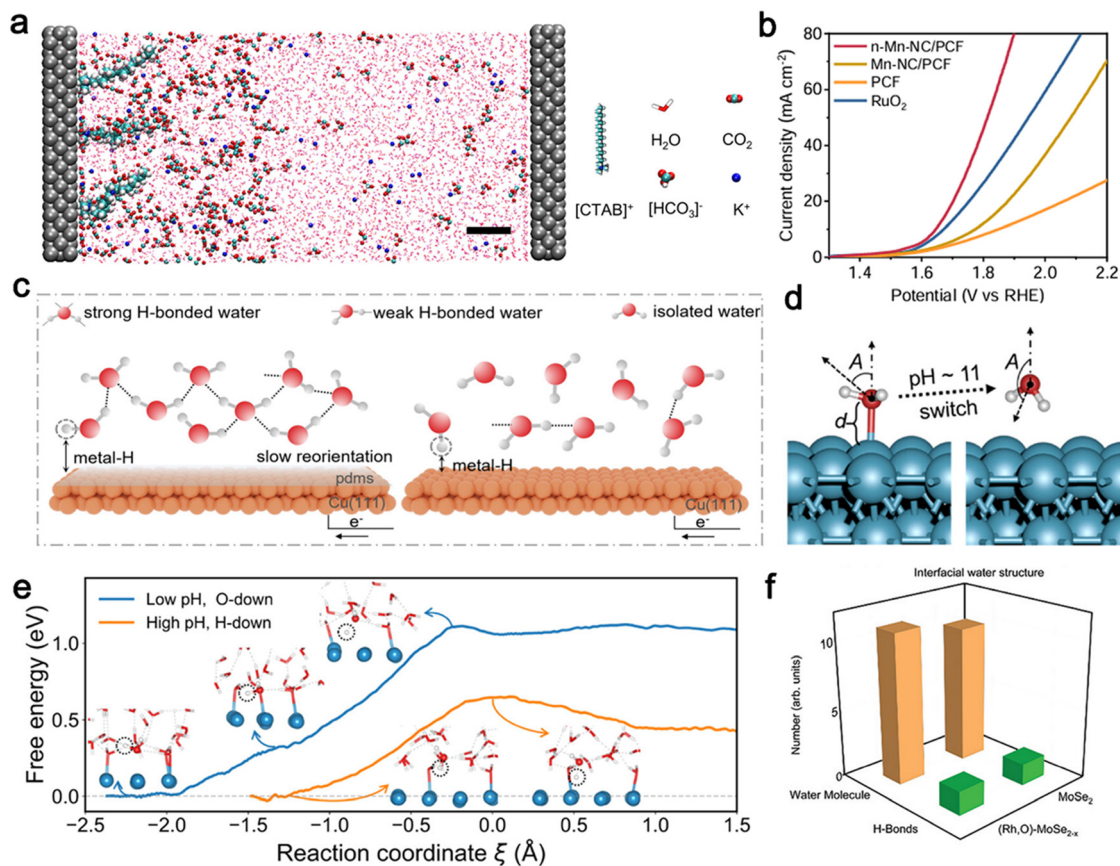 a
H₂O
CO₂
[CTAB]⁺
[HCO₃]⁻
K⁺
b
n-Mn-NC/PCF
Mn-NC/PCF
PCF
RuO₂
Current density (mA cm⁻²)
80
60
40
20
0
1.4
1.6
1.8
2.0
2.2
Potential (V vs RHE)
c
strong H-bonded water
weak H-bonded water
isolated water
metal-H
slow reorientation
pdms
Cu(111)
e⁻
metal-H
Cu(111)
e⁻
d
A
d
pH ~ 11
switch
A
e
Low pH, O-down
High pH, H-down
Free energy (eV)
1.0
0.5
0.0
−2.5
−2.0
−1.5
−1.0
−0.5
0.0
0.5
1.0
1.5
Reaction coordinate ξ (Å)
f
Interfacial water structure
Number (arb. units)
10
5
0
Water Molecule
H-Bonds
(Rh,O)-MoSe₂₋ₓ
MoSe₂